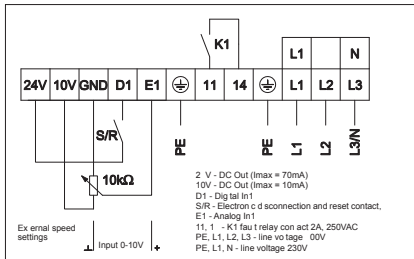 K1
L1 N
24V 10V GND D1 E1 11 14 L1 L2 L3
S/R
PE PE L1 L2 L3/N
10kΩ
2 V - DC Out (Imax = 70mA)
10V - DC Out (Imax = 10mA)
D1 - Dig tal In1
S/R - Electron c d sconnection and reset contact,
E1 - Analog In1
11, 1 - K1 fau t relay con act 2A, 250VAC
PE, L1, L2, L3 - line vo tage 00V
PE, L1, N - line voltage 230V
Ex ernal speed
settings
⊥ Input 0-10V +